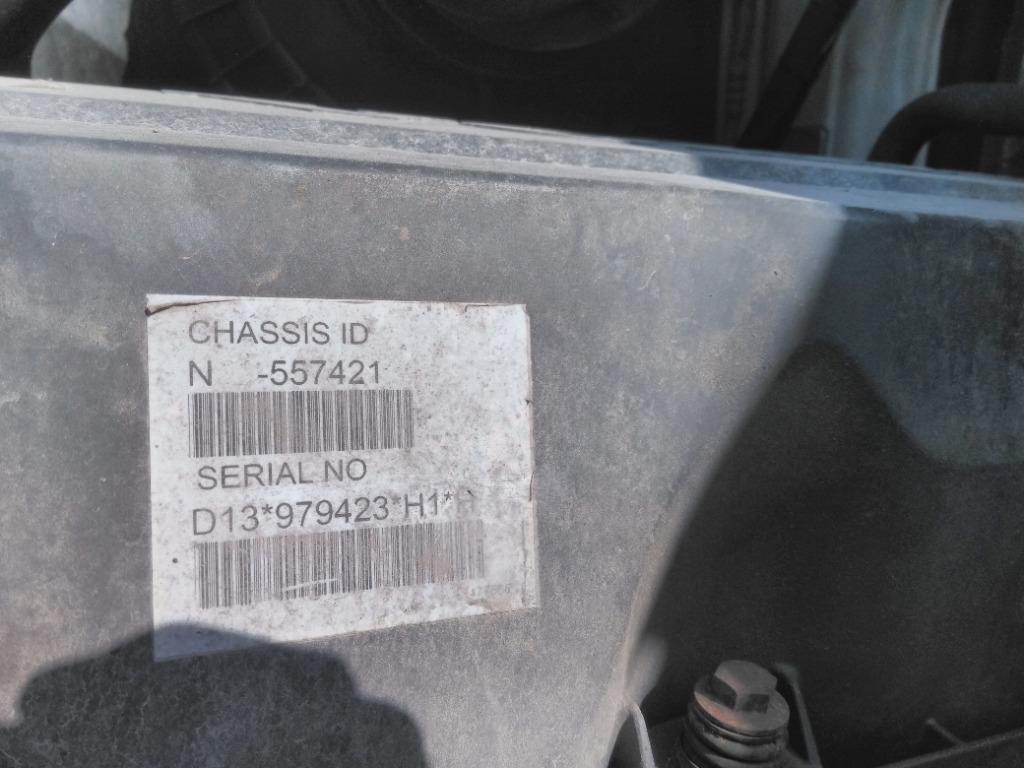 CHASSIS ID
N -557421
SERIAL NO
D13*979423*H1*